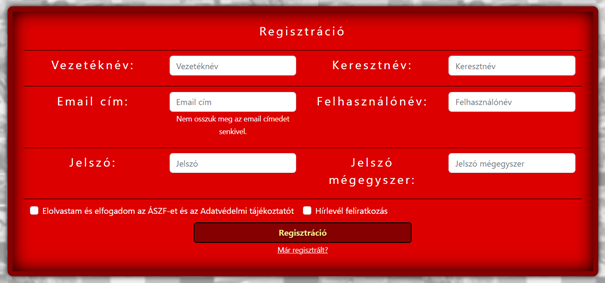 Regisztráció
Vezetéknév: Vezetéknév Keresztnév: Keresztnév
Email cím: Email cím Felhasználónév: Felhasználónév
Nem osszuk meg az email címedet
senkivel.
Jelszó: Jelszó Jelszó mégegyszer: Jelszó mégegyszer
Elolvastam és elfogadom az ÁSZF-et és az Adatvédelmi tájékoztatót Hírlevél feliratkozás
Regisztráció
Már regisztrált?